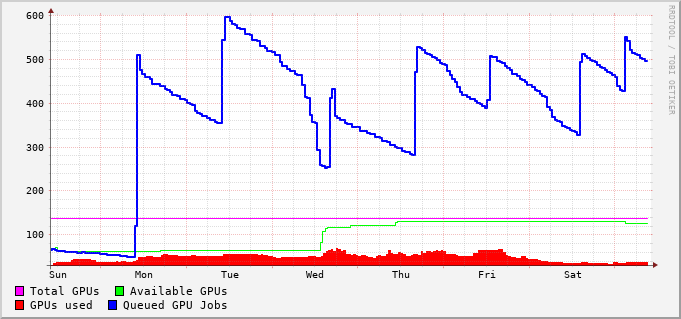 600
500
400
300
200
100
Sun Mon Tue Wed Thu Fri Sat
Total GPUs Available GPUs
GPUs used Queued GPU Jobs
RRDTOOL / TOBI OETIKER